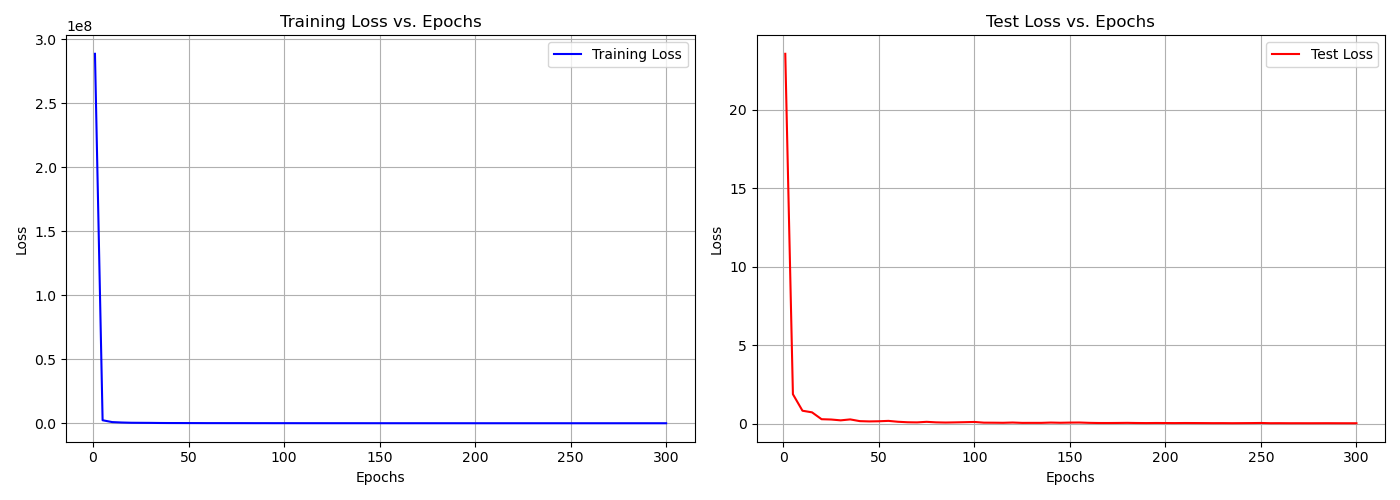 Training Loss vs. Epochs
1e8
3.0
2.5
2.0
1.5
1.0
0.5
0.0
Loss
Training Loss
0 50 100 150 200 250 300
Epochs
Test Loss vs. Epochs
20
15
10
5
0
Loss
Test Loss
0 50 100 150 200 250 300
Epochs